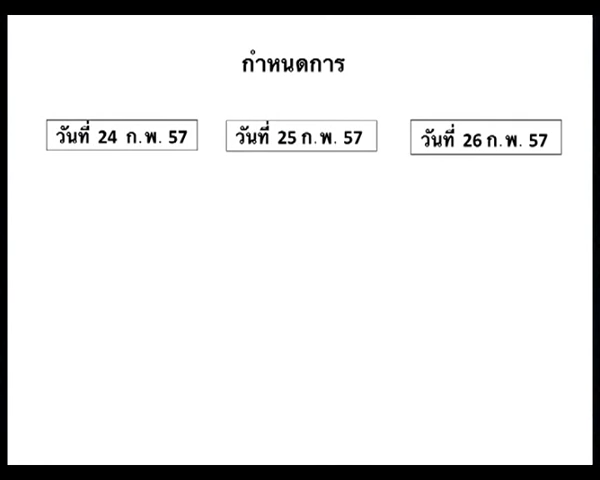 กำหนดการ
วันที่ 24 ก.พ. 57
วันที่ 25 ก.พ. 57
วันที่ 26 ก.พ. 57